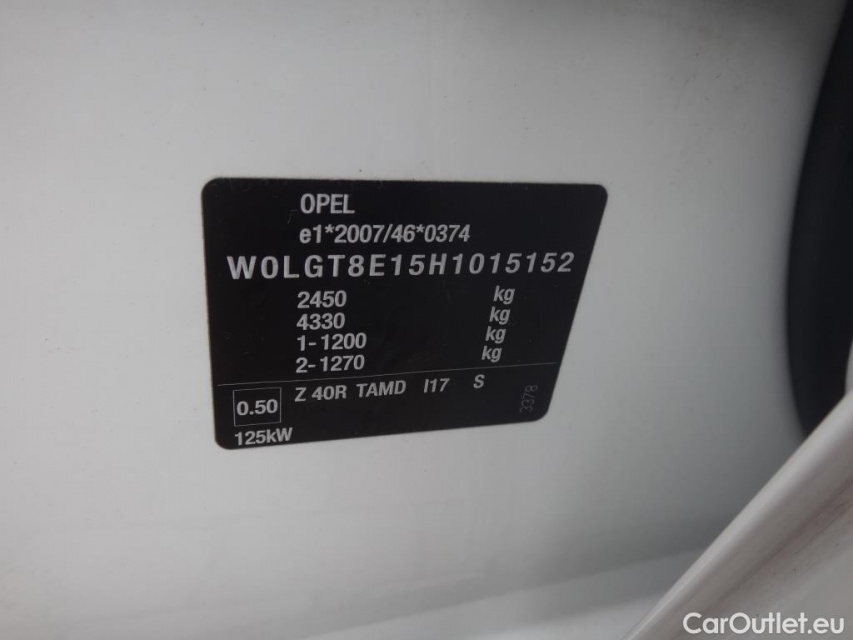 OPEL
e1*2007/46*0374
W0LGT8E15H1015152
2450 kg
4330 kg
1-1200 kg
2-1270 kg
0.50 Z 40R TAMD I17 S 3378
125kW
CarOutlet.eu